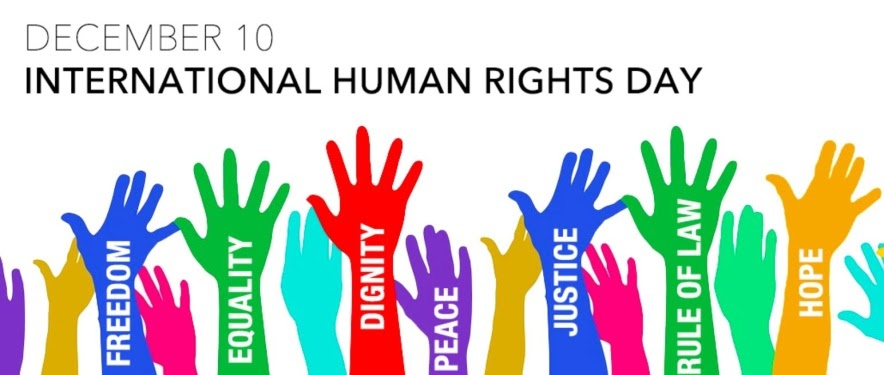 DECEMBER 10
INTERNATIONAL HUMAN RIGHTS DAY
FREEDOM
EQUALITY
DIGNITY
PEACE
JUSTICE
RULE OF LAW
HOPE